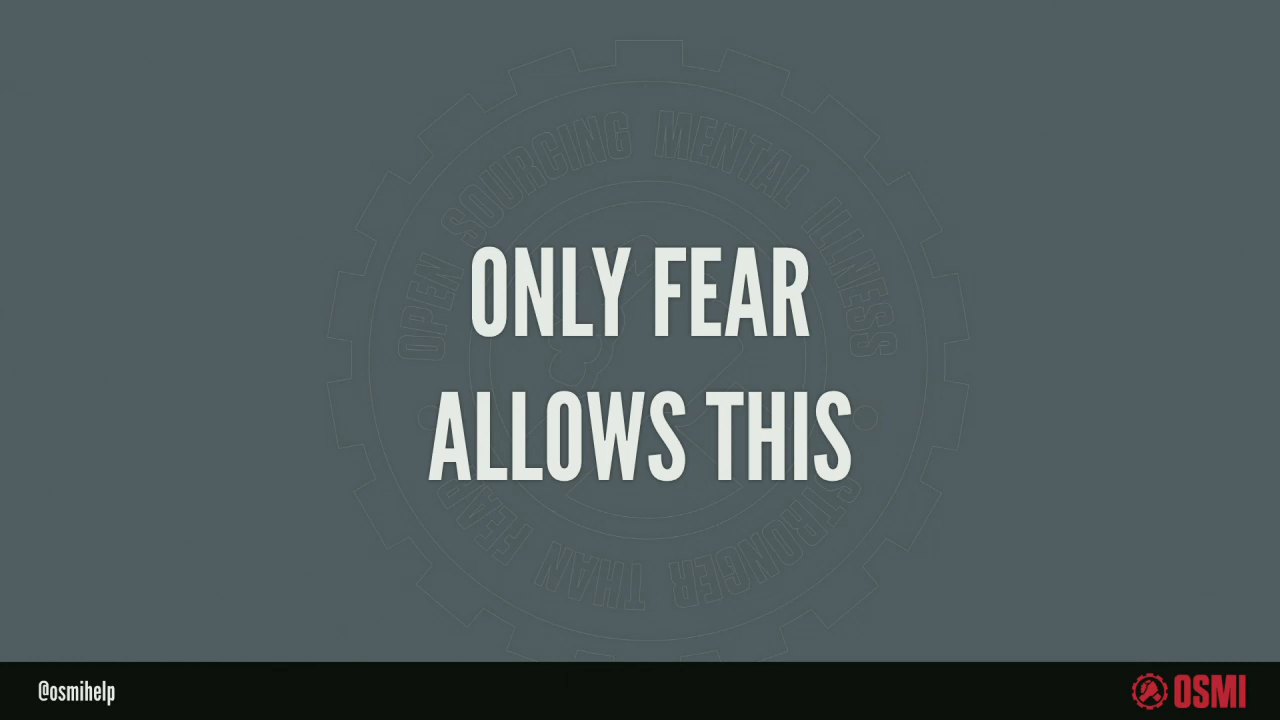 OPEN SOURCING MENTAL ILLNESS
ONLY FEAR
ALLOWS THIS
STRONGER THAN FEAR
@osmihelp
OSMI